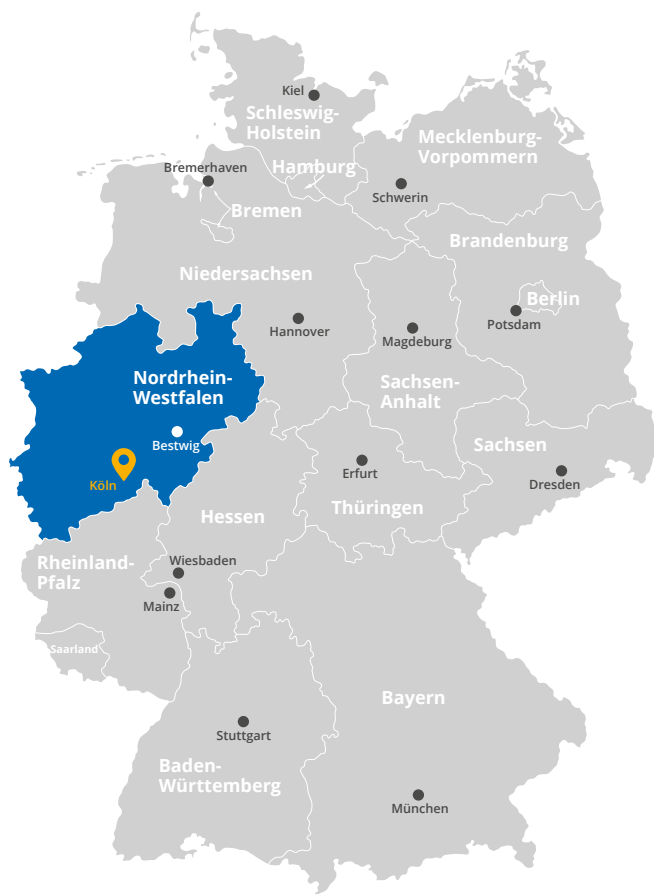 Kiel
Schleswig-
Holstein
Mecklenburg-
Vorpommern
Hamburg
Bremerhaven
Schwerin
Bremen
Brandenburg
Niedersachsen
Berlin
Potsdam
Hannover
Magdeburg
Nordrhein-
Westfalen
Sachsen-
Anhalt
Bestwig
Sachsen
Köln
Erfurt
Dresden
Thüringen
Hessen
Rheinland-
Pfalz
Wiesbaden
Mainz
Saarland
Bayern
Stuttgart
Baden-
Württemberg
München